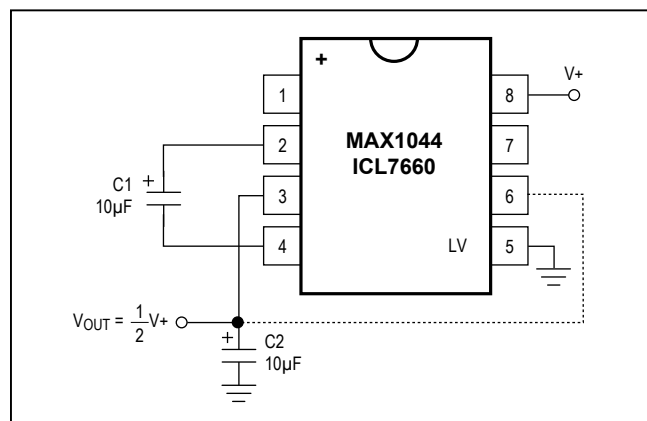 +
1
2
3
4
8
7
6
5
MAX1044
ICL7660
LV
V+
C1
+
10µF
VOUT = 1/2 V+
+
C2
10µF